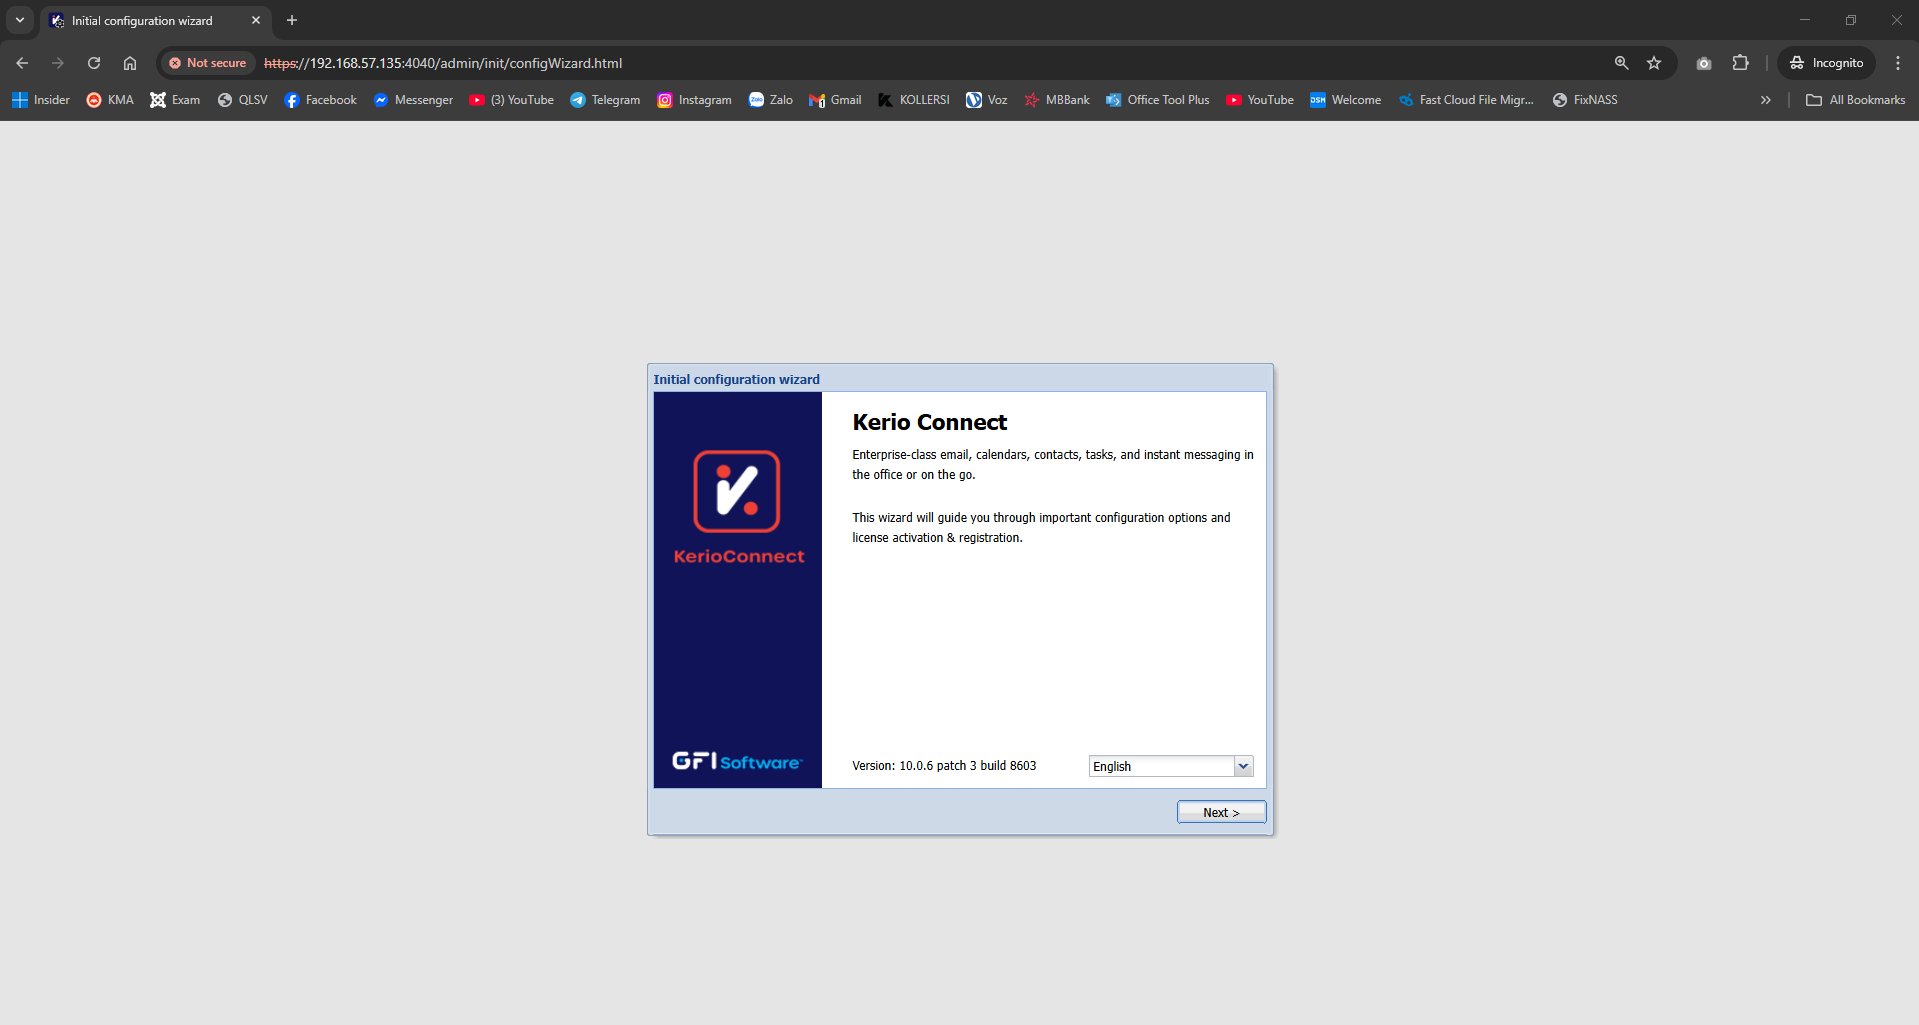 Initial configuration wizard
Not secure https://192.168.57.135:4040/admin/init/configWizard.html Incognito
Insider KMA Exam QLSV Facebook Messenger (3) YouTube Telegram Instagram Zalo Gmail KOLLERSI Voz MBBank Office Tool Plus YouTube DSM Welcome Fast Cloud File Migr... FixNASS » All Bookmarks
Initial configuration wizard
Kerio Connect
Enterprise-class email, calendars, contacts, tasks, and instant messaging in
the office or on the go.
This wizard will guide you through important configuration options and
license activation & registration.
KerioConnect
GFI Software™
Version: 10.0.6 patch 3 build 8603
English
Next >